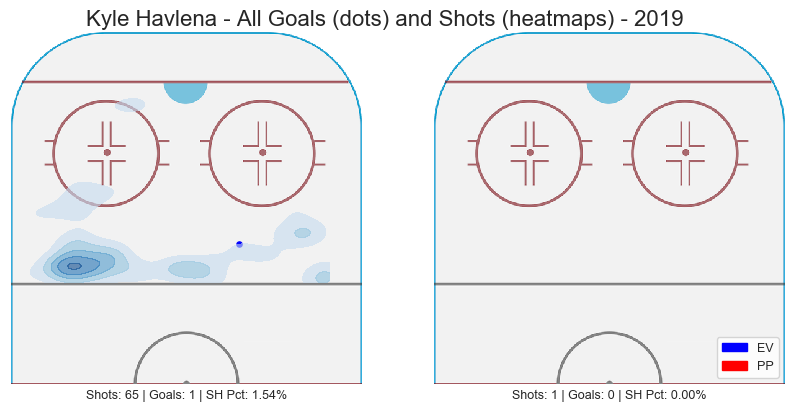 Kyle Havlena - All Goals (dots) and Shots (heatmaps) - 2019
EV
PP
Shots: 65 | Goals: 1 | SH Pct: 1.54%
Shots: 1 | Goals: 0 | SH Pct: 0.00%